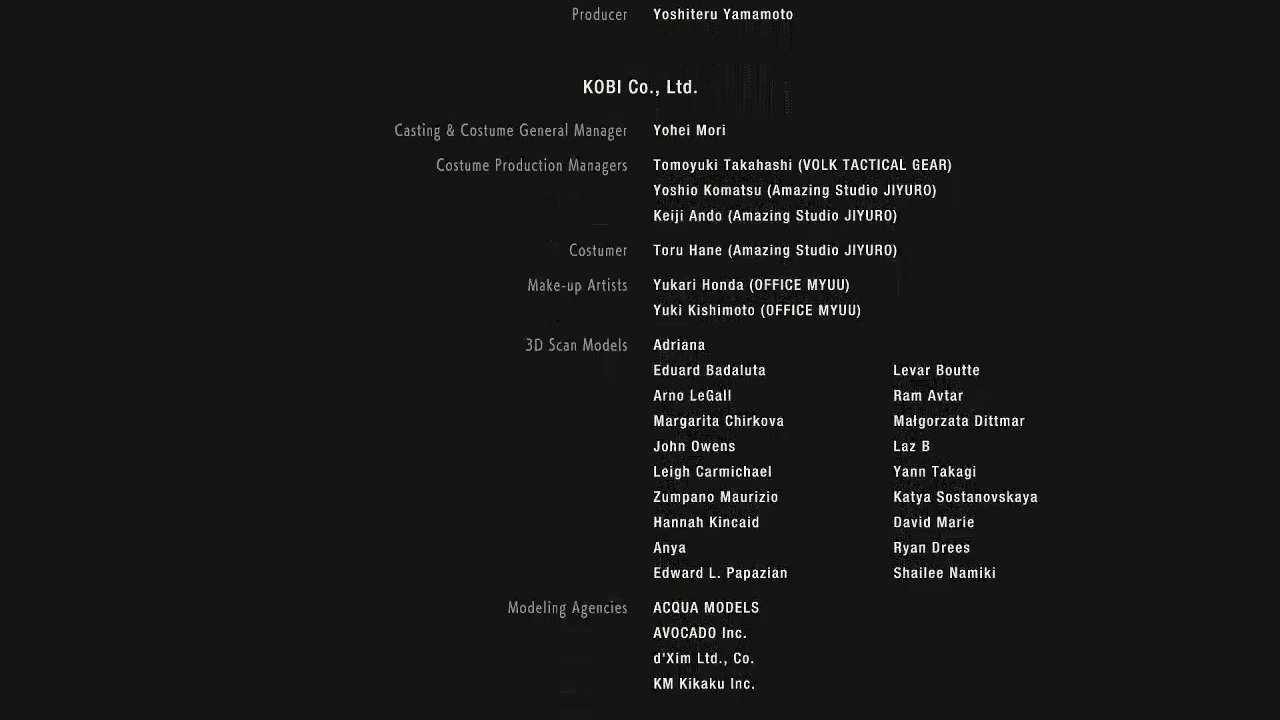 Producer Yoshiteru Yamamoto
KOBI Co., Ltd.
Casting & Costume General Manager Yohei Mori
Costume Production Managers Tomoyuki Takahashi (VOLK TACTICAL GEAR)
Yoshio Komatsu (Amazing Studio JIYURO)
Keiji Ando (Amazing Studio JIYURO)
Costumer Toru Hane (Amazing Studio JIYURO)
Make-up Artists Yukari Honda (OFFICE MYUU)
Yuki Kishimoto (OFFICE MYUU)
3D Scan Models Adriana
Eduard Badaluta Levar Boutte
Arno LeGall Ram Avtar
Margarita Chirkova Małgorzata Dittmar
John Owens Laz B
Leigh Carmichael Yann Takagi
Zumpano Maurizio Katya Sostanovskaya
Hannah Kincaid David Marie
Anya Ryan Drees
Edward L. Papazian Shailee Namiki
Modeling Agencies ACQUA MODELS
AVOCADO Inc.
d'Xim Ltd., Co.
KM Kikaku Inc.